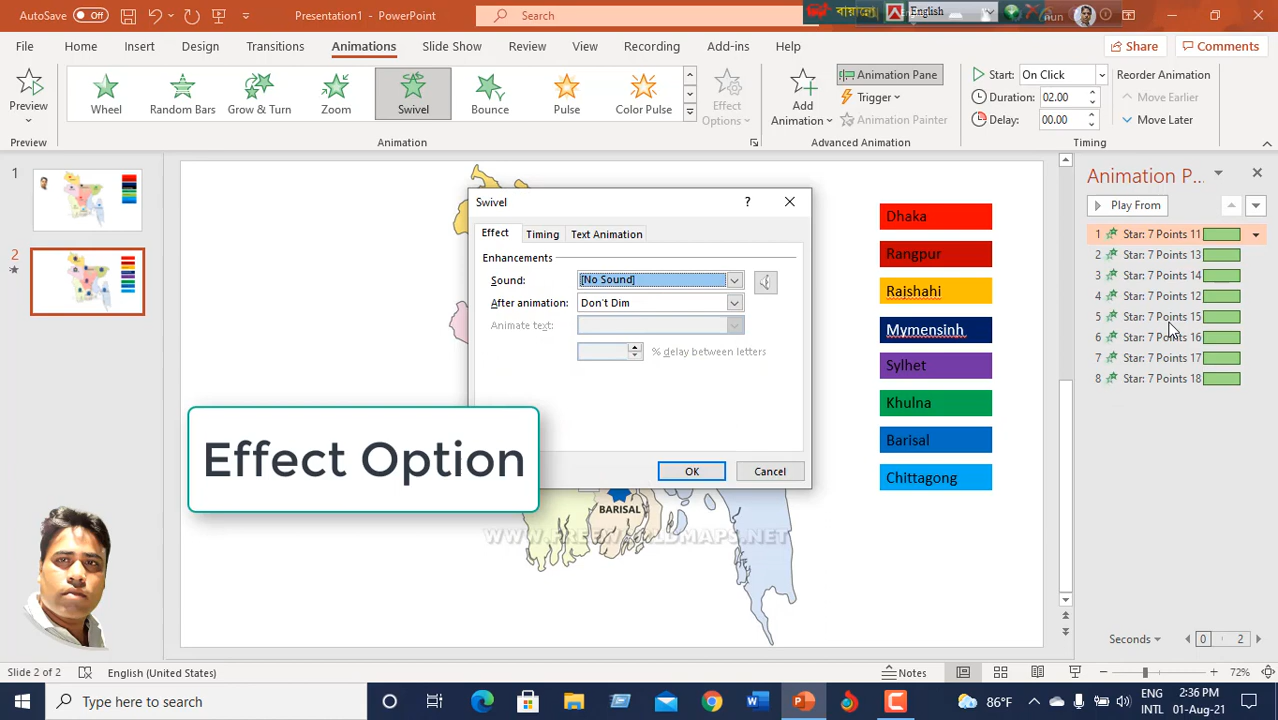 AutoSave Off Presentation1 - PowerPoint Search বায়ান্নো English
File Home Insert Design Transitions Animations Slide Show Review View Recording Add-ins Help Share Comments
Preview
Preview
Wheel Random Bars Grow & Turn Zoom Swivel Bounce Pulse Color Pulse
Animation
Effect
Options
Add
Animation
Animation Pane
Trigger
Animation Painter
Advanced Animation
Start: On Click
Duration: 02.00
Delay: 00.00
Timing
Reorder Animation
Move Earlier
Move Later
1
2
Swivel ?
Effect Timing Text Animation
Enhancements
Sound: [No Sound]
After animation: Don't Dim
Animate text:
% delay between letters
OK Cancel
Effect Option
BARISAL
WWW.FREEWORLDMAPS.NET
Dhaka
Rangpur
Rajshahi
Mymensinh
Sylhet
Khulna
Barisal
Chittagong
Animation P...
Play From
1 Star: 7 Points 11
2 Star: 7 Points 13
3 Star: 7 Points 14
4 Star: 7 Points 12
5 Star: 7 Points 15
6 Star: 7 Points 16
7 Star: 7 Points 17
8 Star: 7 Points 18
Seconds 0 2
Slide 2 of 2 English (United States) Notes 72%
Type here to search
86°F
ENG
INTL
2:36 PM
01-Aug-21